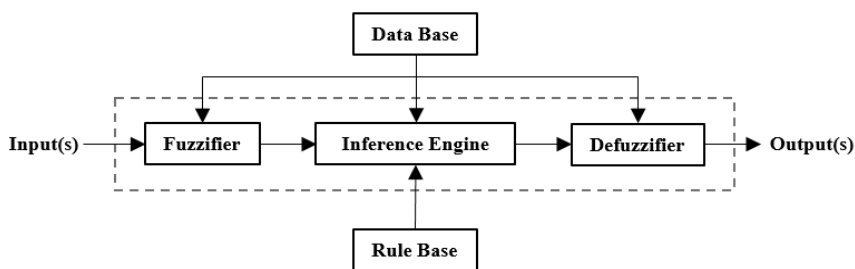 Data Base
Input(s)
Fuzzifier
Inference Engine
Defuzzifier
Output(s)
Rule Base